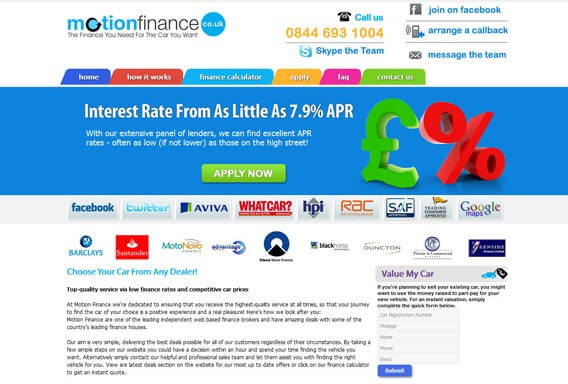 motionfinance.co.uk
The Finance You Need For The Car You Want
Call us
0844 693 1004
Skype the Team
join on facebook
arrange a callback
message the team
home
how it works
finance calculator
apply
faq
contact us
Interest Rate From As Little As 7.9% APR
With our extensive panel of lenders, we can find excellent APR
rates - often as low (if not lower) as those on the high street!
APPLY NOW
£%
facebook
twitter
AVIVA
WHATCAR?
hpi
RAC
SAF
APPROVED
TRADING
STANDARDS
APPROVED
Google
maps
BARCLAYS
Santander
MotoNovo
Finance
advantage
Close Motor Finance
blackhorse
DUNCTON
Private & Commercial
Choose Your Car From Any Dealer!
Top-quality service via low finance rates and competitive car prices
At Motion Finance we're dedicated to ensuring that you receive the highest-quality service at all times, so that your journey
to find the car of your choice is a positive experience and a real pleasure! Here's how we look after you:
Motion Finance are one of the leading independent web based finance brokers and have amazing deals with some of the
country's leading finance houses.
Our aim is very simple, delivering the best deals possible for all of our customers regardless of their circumstances. By taking a
few simple steps on our website you could have a decision within an hour and spend your time finding the vehicle you
want. Alternatively simply contact our helpful and professional sales team and let them assist you with finding the right
vehicle for you. View are latest deals section on the website for our most up to date offers or click on our finance calculator
to get an instant quote.
Value My Car
If you're planning to sell your existing car, you might
want to use the money raised to part-pay for your
new vehicle. For an instant valuation, simply
complete the quick form below.
Car Registration Number
Mileage
Name
Phone
Email
Submit